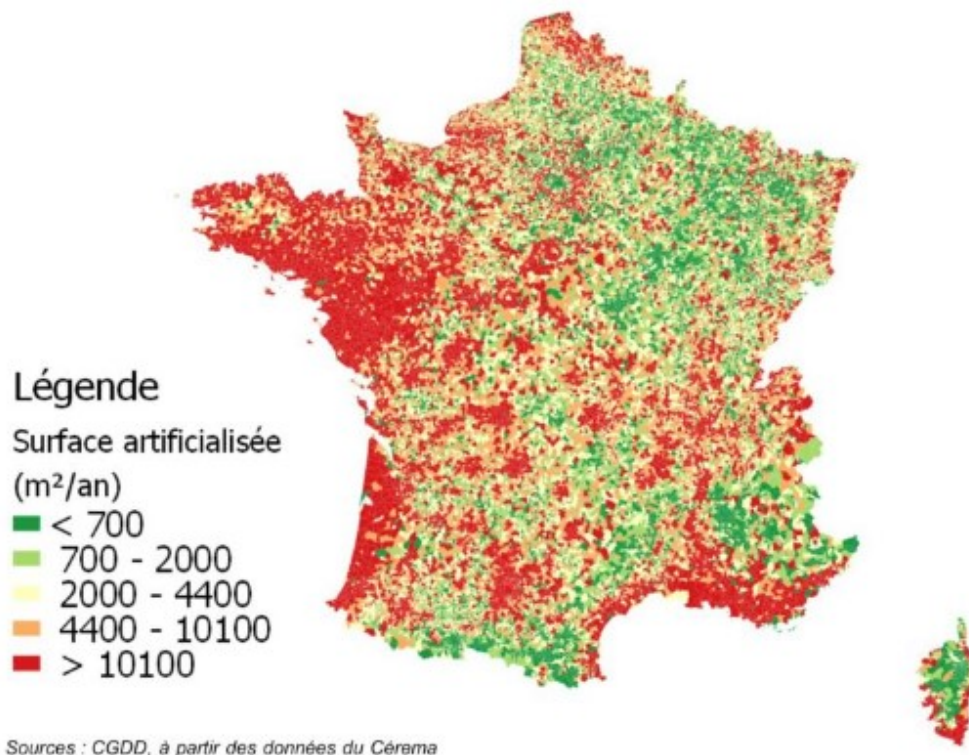 Légende
Surface artificialisée
(m²/an)
< 700
700 - 2000
2000 - 4400
4400 - 10100
> 10100
Sources : CGDD, à partir des données du Cérema